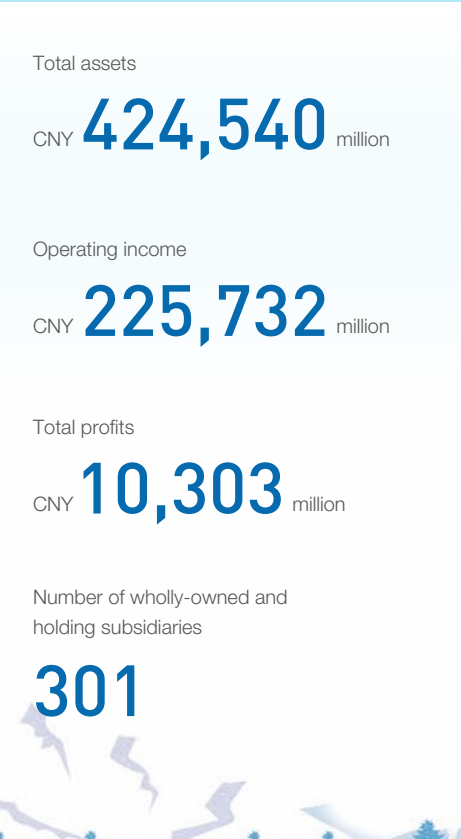 Total assets
CNY 424,540 million
Operating income
CNY 225,732 million
Total profits
CNY 10,303 million
Number of wholly-owned and
holding subsidiaries
301